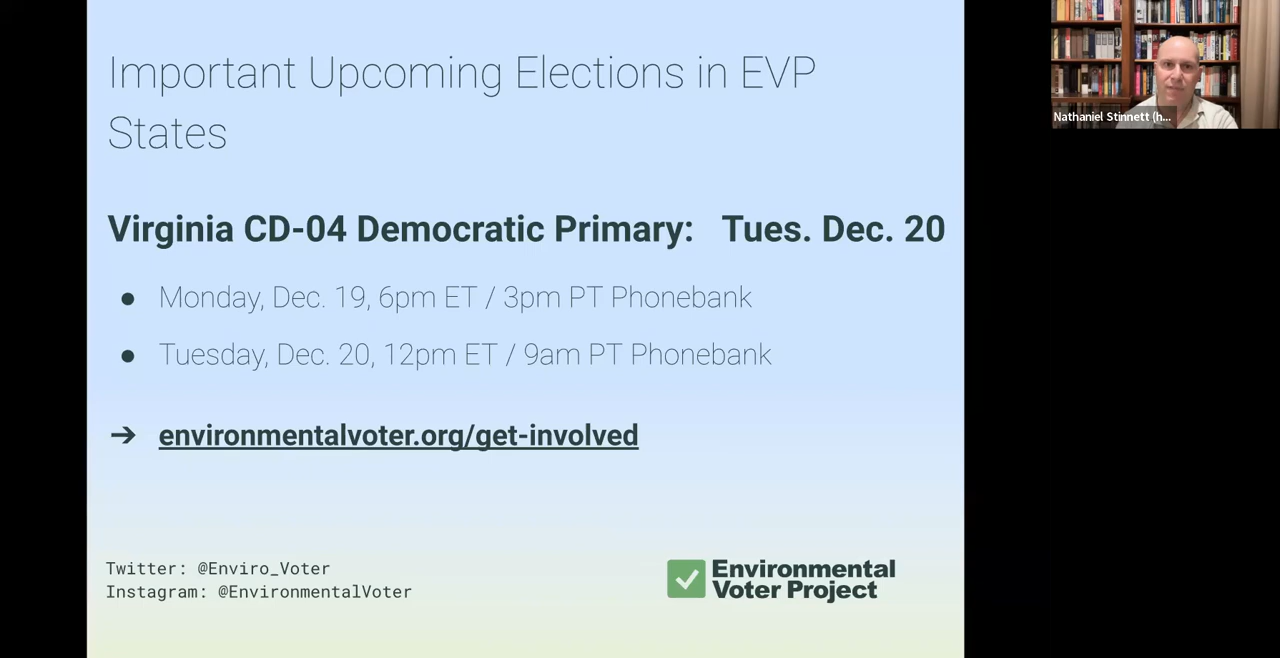 Important Upcoming Elections in EVP
States
Virginia CD-04 Democratic Primary: Tues. Dec. 20
● Monday, Dec. 19, 6pm ET / 3pm PT Phonebank
● Tuesday, Dec. 20, 12pm ET / 9am PT Phonebank
➔ environmentalvoter.org/get-involved
Twitter: @Enviro_Voter
Instagram: @EnvironmentalVoter
Environmental
Voter Project
Nathaniel Stinnett (h...